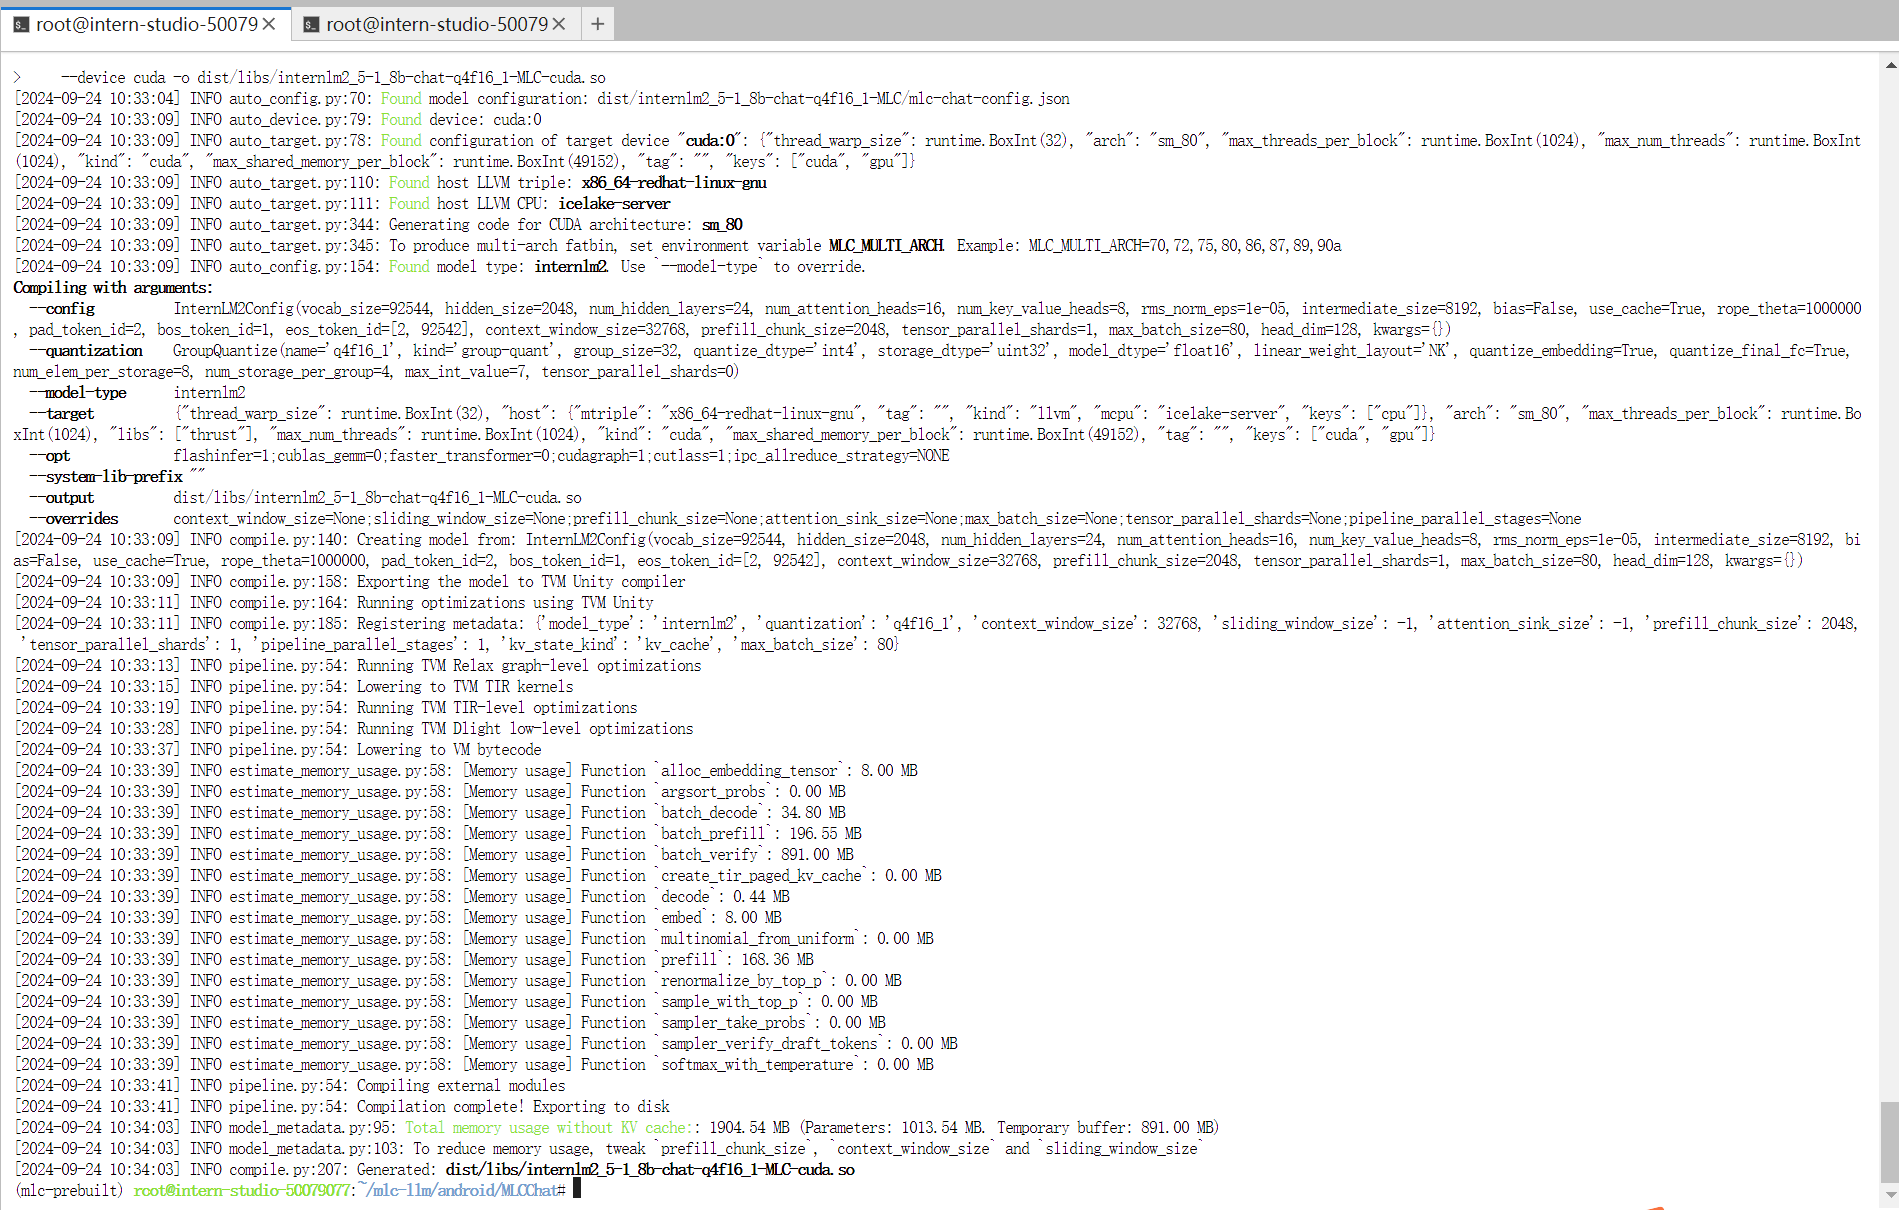 root@intern-studio-50079 × root@intern-studio-50079 × +
>     --device cuda -o dist/libs/internlm2_5-1_8b-chat-q4f16_1-MLC-cuda.so
[2024-09-24 10:33:04] INFO auto_config.py:70: Found model configuration: dist/internlm2_5-1_8b-chat-q4f16_1-MLC/mlc-chat-config.json
[2024-09-24 10:33:09] INFO auto_device.py:79: Found device: cuda:0
[2024-09-24 10:33:09] INFO auto_target.py:78: Found configuration of target device "cuda:0": {"thread_warp_size": runtime.BoxInt(32), "arch": "sm_80", "max_threads_per_block": runtime.BoxInt(1024), "max_num_threads": runtime.BoxInt
(1024), "kind": "cuda", "max_shared_memory_per_block": runtime.BoxInt(49152), "tag": "", "keys": ["cuda", "gpu"]}
[2024-09-24 10:33:09] INFO auto_target.py:110: Found host LLVM triple: x86_64-redhat-linux-gnu
[2024-09-24 10:33:09] INFO auto_target.py:111: Found host LLVM CPU: icelake-server
[2024-09-24 10:33:09] INFO auto_target.py:344: Generating code for CUDA architecture: sm_80
[2024-09-24 10:33:09] INFO auto_target.py:345: To produce multi-arch fatbin, set environment variable MLC_MULTI_ARCH. Example: MLC_MULTI_ARCH=70,72,75,80,86,87,89,90a
[2024-09-24 10:33:09] INFO auto_config.py:154: Found model type: internlm2. Use `--model-type` to override.
Compiling with arguments:
  --config          InternLM2Config(vocab_size=92544, hidden_size=2048, num_hidden_layers=24, num_attention_heads=16, num_key_value_heads=8, rms_norm_eps=1e-05, intermediate_size=8192, bias=False, use_cache=True, rope_theta=1000000
, pad_token_id=2, bos_token_id=1, eos_token_id=[2, 92542], context_window_size=32768, prefill_chunk_size=2048, tensor_parallel_shards=1, max_batch_size=80, head_dim=128, kwargs={})
  --quantization    GroupQuantize(name='q4f16_1', kind='group-quant', group_size=32, quantize_dtype='int4', storage_dtype='uint32', model_dtype='float16', linear_weight_layout='NK', quantize_embedding=True, quantize_final_fc=True,
num_elem_per_storage=8, num_storage_per_group=4, max_int_value=7, tensor_parallel_shards=0)
  --model-type      internlm2
  --target          {"thread_warp_size": runtime.BoxInt(32), "host": {"mtriple": "x86_64-redhat-linux-gnu", "tag": "", "kind": "llvm", "mcpu": "icelake-server", "keys": ["cpu"]}, "arch": "sm_80", "max_threads_per_block": runtime.Bo
xInt(1024), "libs": ["thrust"], "max_num_threads": runtime.BoxInt(1024), "kind": "cuda", "max_shared_memory_per_block": runtime.BoxInt(49152), "tag": "", "keys": ["cuda", "gpu"]}
  --opt             flashinfer=1;cublas_gemm=0;faster_transformer=0;cudagraph=1;cutlass=1;ipc_allreduce_strategy=NONE
  --system-lib-prefix ""
  --output          dist/libs/internlm2_5-1_8b-chat-q4f16_1-MLC-cuda.so
  --overrides       context_window_size=None;sliding_window_size=None;prefill_chunk_size=None;attention_sink_size=None;max_batch_size=None;tensor_parallel_shards=None;pipeline_parallel_stages=None
[2024-09-24 10:33:09] INFO compile.py:140: Creating model from: InternLM2Config(vocab_size=92544, hidden_size=2048, num_hidden_layers=24, num_attention_heads=16, num_key_value_heads=8, rms_norm_eps=1e-05, intermediate_size=8192, bi
as=False, use_cache=True, rope_theta=1000000, pad_token_id=2, bos_token_id=1, eos_token_id=[2, 92542], context_window_size=32768, prefill_chunk_size=2048, tensor_parallel_shards=1, max_batch_size=80, head_dim=128, kwargs={})
[2024-09-24 10:33:09] INFO compile.py:158: Exporting the model to TVM Unity compiler
[2024-09-24 10:33:11] INFO compile.py:164: Running optimizations using TVM Unity
[2024-09-24 10:33:11] INFO compile.py:185: Registering metadata: {'model_type': 'internlm2', 'quantization': 'q4f16_1', 'context_window_size': 32768, 'sliding_window_size': -1, 'attention_sink_size': -1, 'prefill_chunk_size': 2048,
 'tensor_parallel_shards': 1, 'pipeline_parallel_stages': 1, 'kv_state_kind': 'kv_cache', 'max_batch_size': 80}
[2024-09-24 10:33:13] INFO pipeline.py:54: Running TVM Relax graph-level optimizations
[2024-09-24 10:33:15] INFO pipeline.py:54: Lowering to TVM TIR kernels
[2024-09-24 10:33:19] INFO pipeline.py:54: Running TVM TIR-level optimizations
[2024-09-24 10:33:28] INFO pipeline.py:54: Running TVM Dlight low-level optimizations
[2024-09-24 10:33:37] INFO pipeline.py:54: Lowering to VM bytecode
[2024-09-24 10:33:39] INFO estimate_memory_usage.py:58: [Memory usage] Function `alloc_embedding_tensor`: 8.00 MB
[2024-09-24 10:33:39] INFO estimate_memory_usage.py:58: [Memory usage] Function `argsort_probs`: 0.00 MB
[2024-09-24 10:33:39] INFO estimate_memory_usage.py:58: [Memory usage] Function `batch_decode`: 34.80 MB
[2024-09-24 10:33:39] INFO estimate_memory_usage.py:58: [Memory usage] Function `batch_prefill`: 196.55 MB
[2024-09-24 10:33:39] INFO estimate_memory_usage.py:58: [Memory usage] Function `batch_verify`: 891.00 MB
[2024-09-24 10:33:39] INFO estimate_memory_usage.py:58: [Memory usage] Function `create_tir_paged_kv_cache`: 0.00 MB
[2024-09-24 10:33:39] INFO estimate_memory_usage.py:58: [Memory usage] Function `decode`: 0.44 MB
[2024-09-24 10:33:39] INFO estimate_memory_usage.py:58: [Memory usage] Function `embed`: 8.00 MB
[2024-09-24 10:33:39] INFO estimate_memory_usage.py:58: [Memory usage] Function `multinomial_from_uniform`: 0.00 MB
[2024-09-24 10:33:39] INFO estimate_memory_usage.py:58: [Memory usage] Function `prefill`: 168.36 MB
[2024-09-24 10:33:39] INFO estimate_memory_usage.py:58: [Memory usage] Function `renormalize_by_top_p`: 0.00 MB
[2024-09-24 10:33:39] INFO estimate_memory_usage.py:58: [Memory usage] Function `sample_with_top_p`: 0.00 MB
[2024-09-24 10:33:39] INFO estimate_memory_usage.py:58: [Memory usage] Function `sampler_take_probs`: 0.00 MB
[2024-09-24 10:33:39] INFO estimate_memory_usage.py:58: [Memory usage] Function `sampler_verify_draft_tokens`: 0.00 MB
[2024-09-24 10:33:39] INFO estimate_memory_usage.py:58: [Memory usage] Function `softmax_with_temperature`: 0.00 MB
[2024-09-24 10:33:41] INFO pipeline.py:54: Compiling external modules
[2024-09-24 10:33:41] INFO pipeline.py:54: Compilation complete! Exporting to disk
[2024-09-24 10:34:03] INFO model_metadata.py:95: Total memory usage without KV cache:: 1904.54 MB (Parameters: 1013.54 MB. Temporary buffer: 891.00 MB)
[2024-09-24 10:34:03] INFO model_metadata.py:103: To reduce memory usage, tweak `prefill_chunk_size`, `context_window_size` and `sliding_window_size`
[2024-09-24 10:34:03] INFO compile.py:207: Generated: dist/libs/internlm2_5-1_8b-chat-q4f16_1-MLC-cuda.so
(mlc-prebuilt) root@intern-studio-50079077:~/mlc-llm/android/MLCChat#